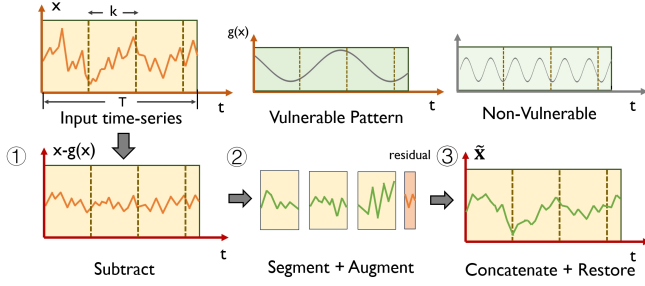 x
k
T
t
Input time-series
g(x)
t
Vulnerable Pattern
t
Non-Vulnerable
①
x-g(x)
t
Subtract
②
residual
Segment + Augment
③
x̃
t
Concatenate + Restore